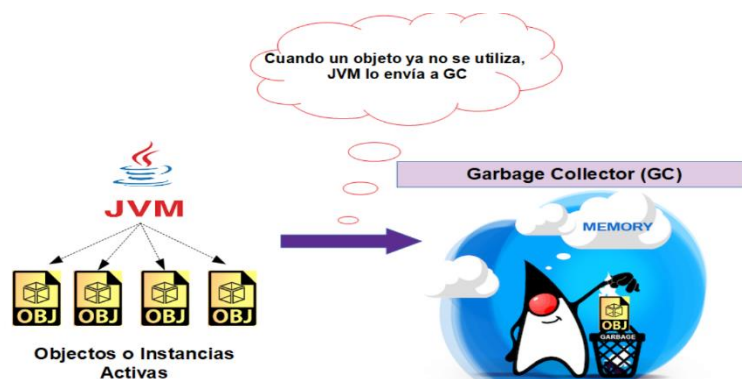 Cuando un objeto ya no se utiliza,
JVM lo envía a GC
Garbage Collector (GC)
JVM
MEMORY
OBJ
OBJ
OBJ
OBJ
OBJ
GARBAGE
Objectos o Instancias
Activas